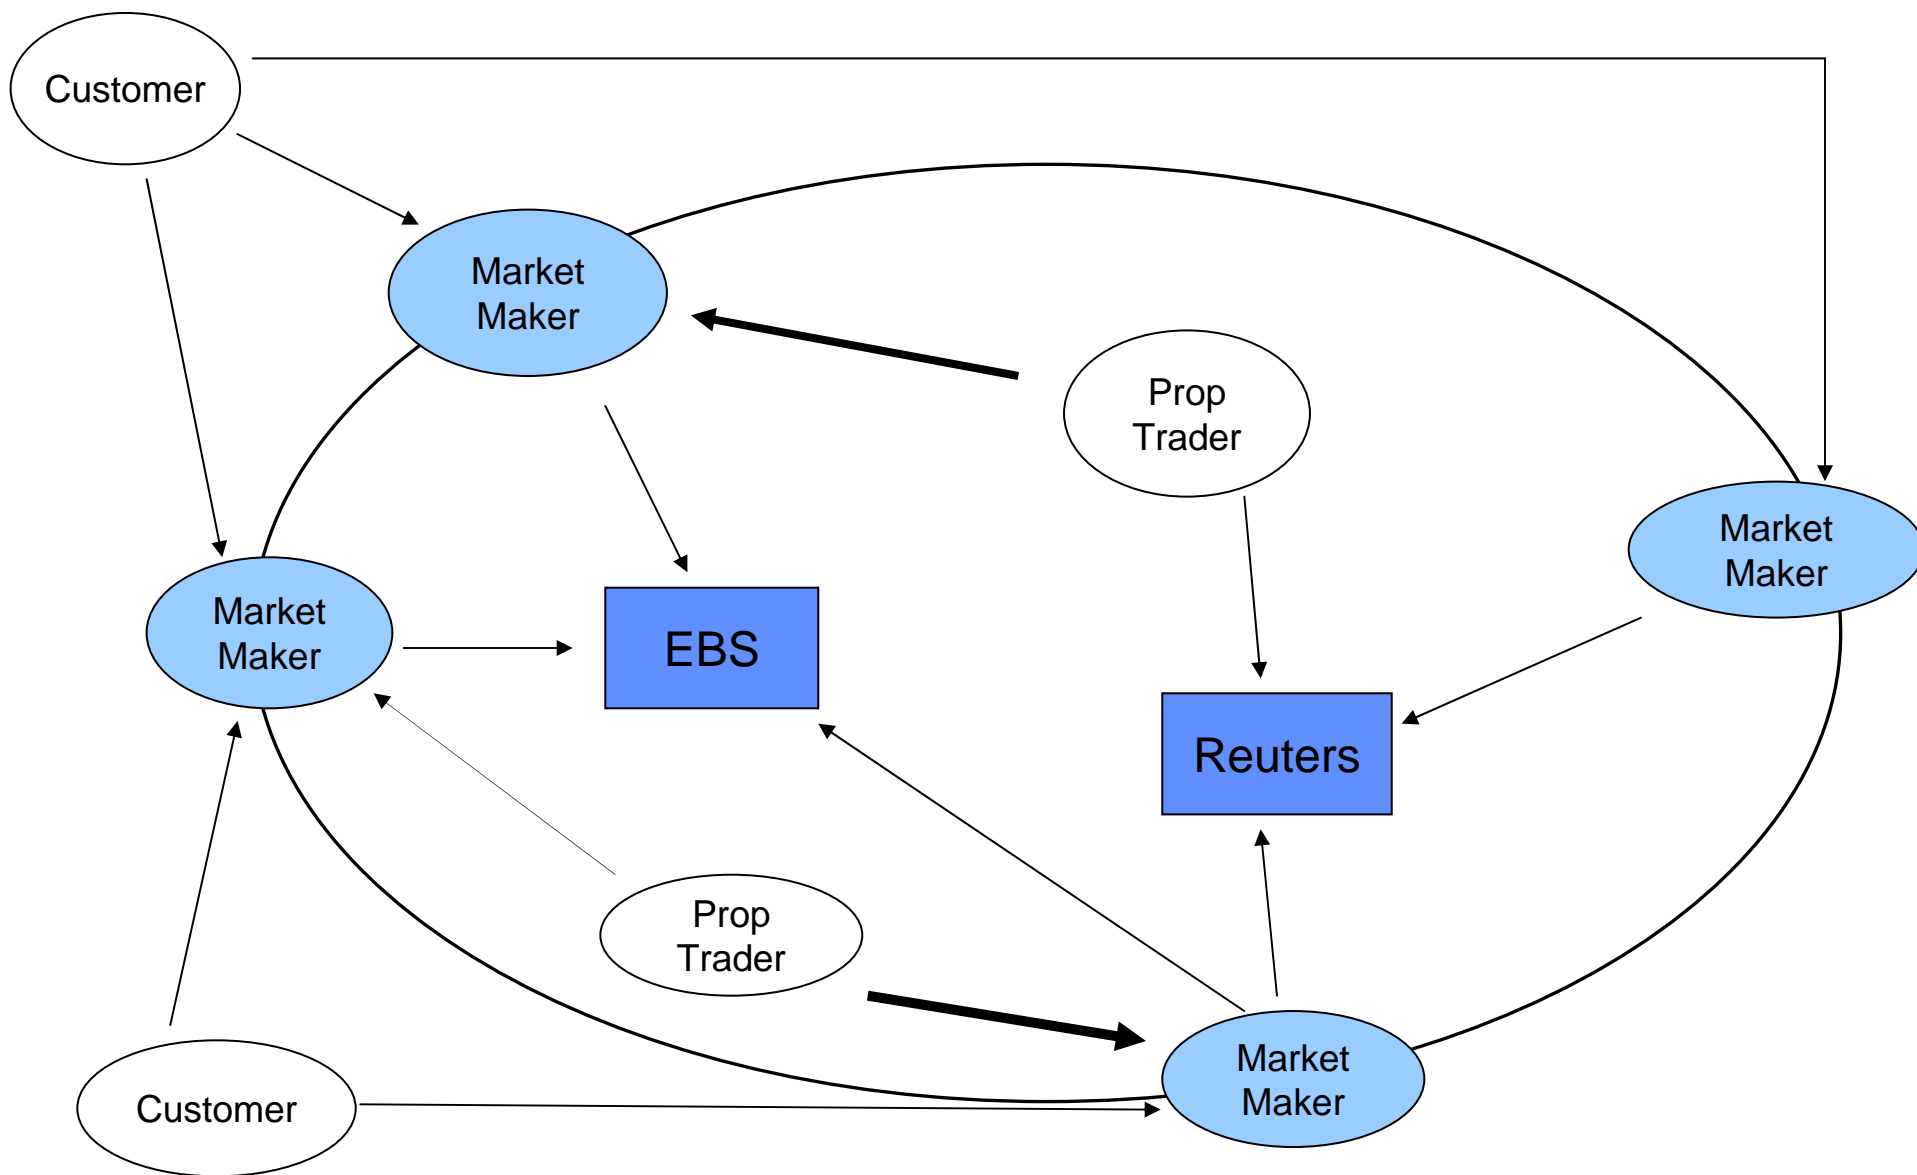 Customer
Market
Maker
Prop
Trader
Market
Maker
Market
Maker
EBS
Reuters
Prop
Trader
Market
Maker
Customer